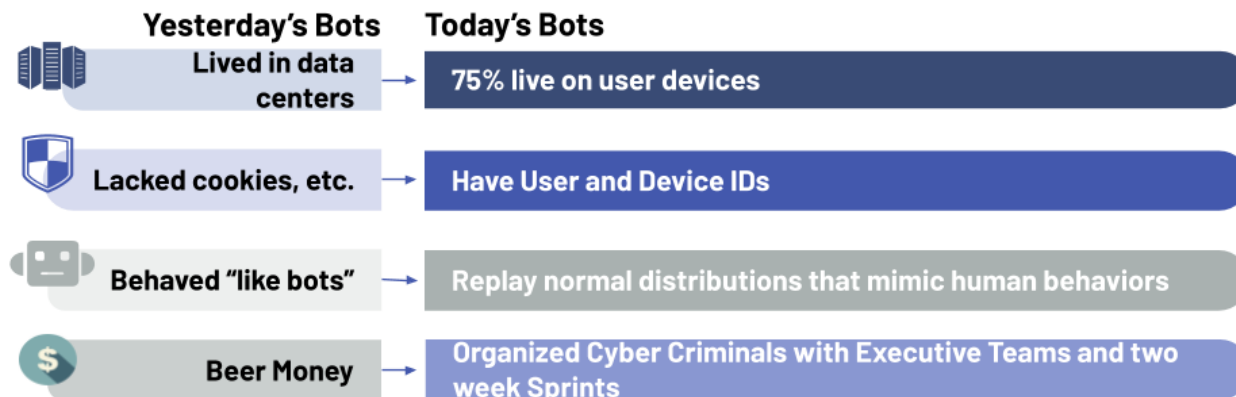 Yesterday's Bots
Today's Bots
Lived in data
centers
75% live on user devices
Lacked cookies, etc.
Have User and Device IDs
Behaved “like bots”
Replay normal distributions that mimic human behaviors
$
Beer Money
Organized Cyber Criminals with Executive Teams and two
week Sprints